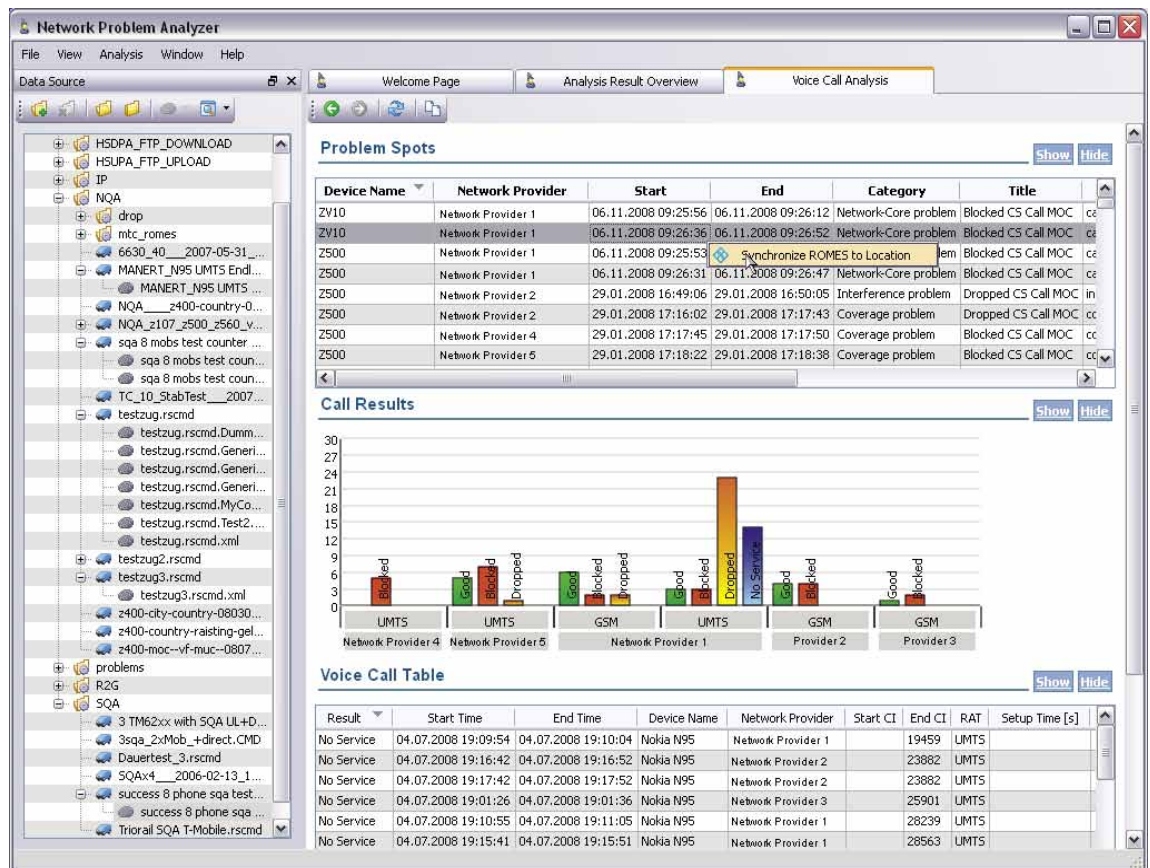 Network Problem Analyzer
File View Analysis Window Help
Data Source
Welcome Page
Analysis Result Overview
Voice Call Analysis
HSDPA_FTP_DOWNLOAD
HSUPA_FTP_UPLOAD
IP
NQA
drop
mtc_romes
6630_40___2007-05-31_...
MANERT_N95 UMTS Endl...
MANERT_N95 UMTS ...
NQA____z400-country-0...
NQA_z107_z500_z560_v...
sqa 8 mobs test counter ...
sqa 8 mobs test coun...
sqa 8 mobs test coun...
TC_10_StabTest___2007...
testzug.rscmd
testzug.rscmd.Dumm...
testzug.rscmd.Generi...
testzug.rscmd.Generi...
testzug.rscmd.Generi...
testzug.rscmd.MyCo...
testzug.rscmd.Test2....
testzug.rscmd.xml
testzug2.rscmd
testzug3.rscmd
testzug3.rscmd.xml
z400-city-country-08030...
z400-country-raisting-gel...
z400-moc--vf-muc--0807...
problems
R2G
SQA
3 TM62xx with SQA UL+D...
3sqa_2xMob_+direct.CMD
Dauertest_3.rscmd
SQAx4___2006-02-13_1...
success 8 phone sqa test...
success 8 phone sqa ...
Triorail SQA T-Mobile.rscmd
Problem Spots
Show Hide
Device Name Network Provider Start End Category Title
ZV10 Network Provider 1 06.11.2008 09:25:56 06.11.2008 09:26:12 Network-Core problem Blocked CS Call MOC ca
ZV10 Network Provider 1 06.11.2008 09:26:36 06.11.2008 09:26:52 Network-Core problem Blocked CS Call MOC ca
Z500 Network Provider 1 06.11.2008 09:25:53 Synchronize ROMES to Location lem Blocked CS Call MOC ca
Z500 Network Provider 1 06.11.2008 09:26:31 06.11.2008 09:26:47 Network-Core problem Blocked CS Call MOC ca
Z500 Network Provider 2 29.01.2008 16:49:06 29.01.2008 16:50:05 Interference problem Dropped CS Call MOC in
Z500 Network Provider 2 29.01.2008 17:16:02 29.01.2008 17:17:43 Coverage problem Dropped CS Call MOC cc
Z500 Network Provider 4 29.01.2008 17:17:45 29.01.2008 17:17:50 Coverage problem Blocked CS Call MOC cc
Z500 Network Provider 5 29.01.2008 17:18:22 29.01.2008 17:18:38 Coverage problem Blocked CS Call MOC cc
Call Results
Show Hide
30
27
24
21
18
15
12
9
6
3
0
Blocked Good Blocked Dropped Good Blocked Dropped Good Blocked Dropped No Service Good Blocked Good Blocked
UMTS UMTS GSM UMTS GSM GSM
Network Provider 4 Network Provider 5 Network Provider 1 Provider 2 Provider 3
Voice Call Table
Show Hide
Result Start Time End Time Device Name Network Provider Start CI End CI RAT Setup Time [s]
No Service 04.07.2008 19:09:54 04.07.2008 19:10:04 Nokia N95 Network Provider 1 19459 UMTS
No Service 04.07.2008 19:16:42 04.07.2008 19:16:52 Nokia N95 Network Provider 2 23882 UMTS
No Service 04.07.2008 19:17:42 04.07.2008 19:17:52 Nokia N95 Network Provider 2 23882 UMTS
No Service 04.07.2008 19:01:26 04.07.2008 19:01:36 Nokia N95 Network Provider 3 25901 UMTS
No Service 04.07.2008 19:10:55 04.07.2008 19:11:05 Nokia N95 Network Provider 1 28239 UMTS
No Service 04.07.2008 19:15:41 04.07.2008 19:15:51 Nokia N95 Network Provider 1 28563 UMTS